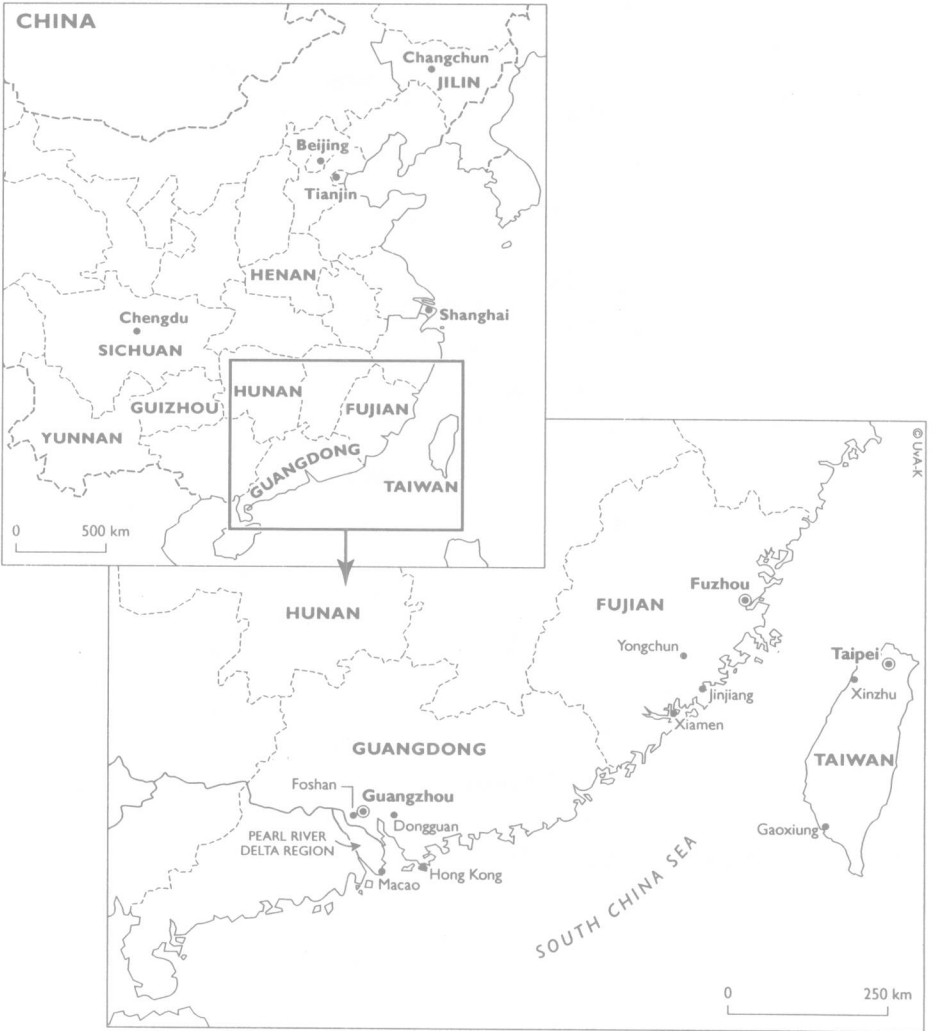 CHINA
Changchun
JILIN
Beijing
Tianjin
HENAN
Shanghai
Chengdu
SICHUAN
HUNAN
GUIZHOU
FUJIAN
YUNNAN
GUANGDONG
TAIWAN
0 500 km
© UvA-K
HUNAN
FUJIAN
Fuzhou
Yongchun
Taipei
Xinzhu
Jinjiang
Xiamen
GUANGDONG
TAIWAN
Foshan
Guangzhou
Dongguan
Gaoxiung
PEARL RIVER
DELTA REGION
Hong Kong
Macao
SOUTH CHINA SEA
0 250 km